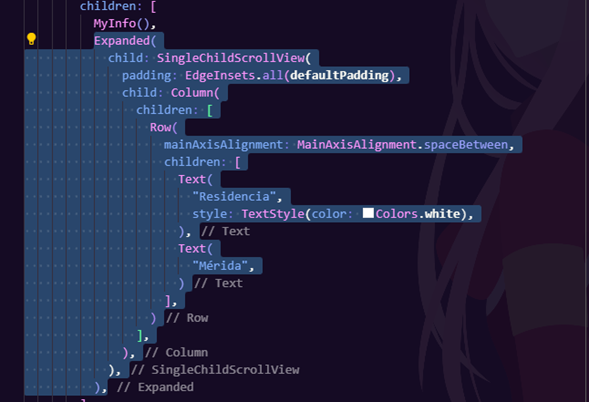 children: [
MyInfo(),
Expanded(
child: SingleChildScrollView(
padding: EdgeInsets.all(defaultPadding),
child: Column(
children: [
Row(
mainAxisAlignment: MainAxisAlignment.spaceBetween,
children: [
Text(
"Residencia",
style: TextStyle(color: Colors.white),
), // Text
Text(
"Mérida",
) // Text
],
) // Row
],
), // Column
), // SingleChildScrollView
), // Expanded